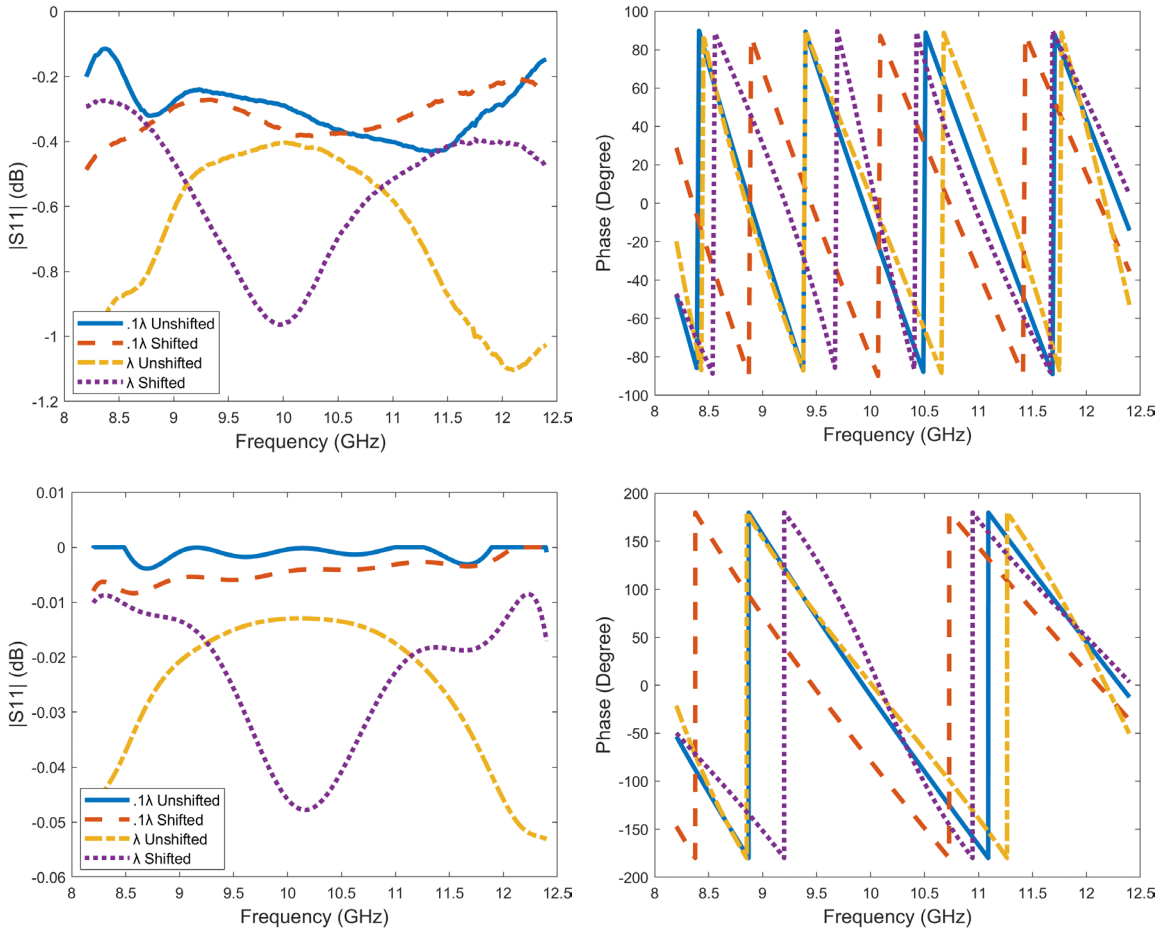 0
-0.2
-0.4
-0.6
-0.8
-1
-1.2
|S11| (dB)
.1λ Unshifted
.1λ Shifted
λ Unshifted
λ Shifted
8 8.5 9 9.5 10 10.5 11 11.5 12 12.5
Frequency (GHz)
100
80
60
40
20
0
-20
-40
-60
-80
-100
Phase (Degree)
8 8.5 9 9.5 10 10.5 11 11.5 12 12.5
Frequency (GHz)
0.01
0
-0.01
-0.02
-0.03
-0.04
-0.05
-0.06
|S11| (dB)
.1λ Unshifted
.1λ Shifted
λ Unshifted
λ Shifted
8 8.5 9 9.5 10 10.5 11 11.5 12 12.5
Frequency (GHz)
200
150
100
50
0
-50
-100
-150
-200
Phase (Degree)
8 8.5 9 9.5 10 10.5 11 11.5 12 12.5
Frequency (GHz)